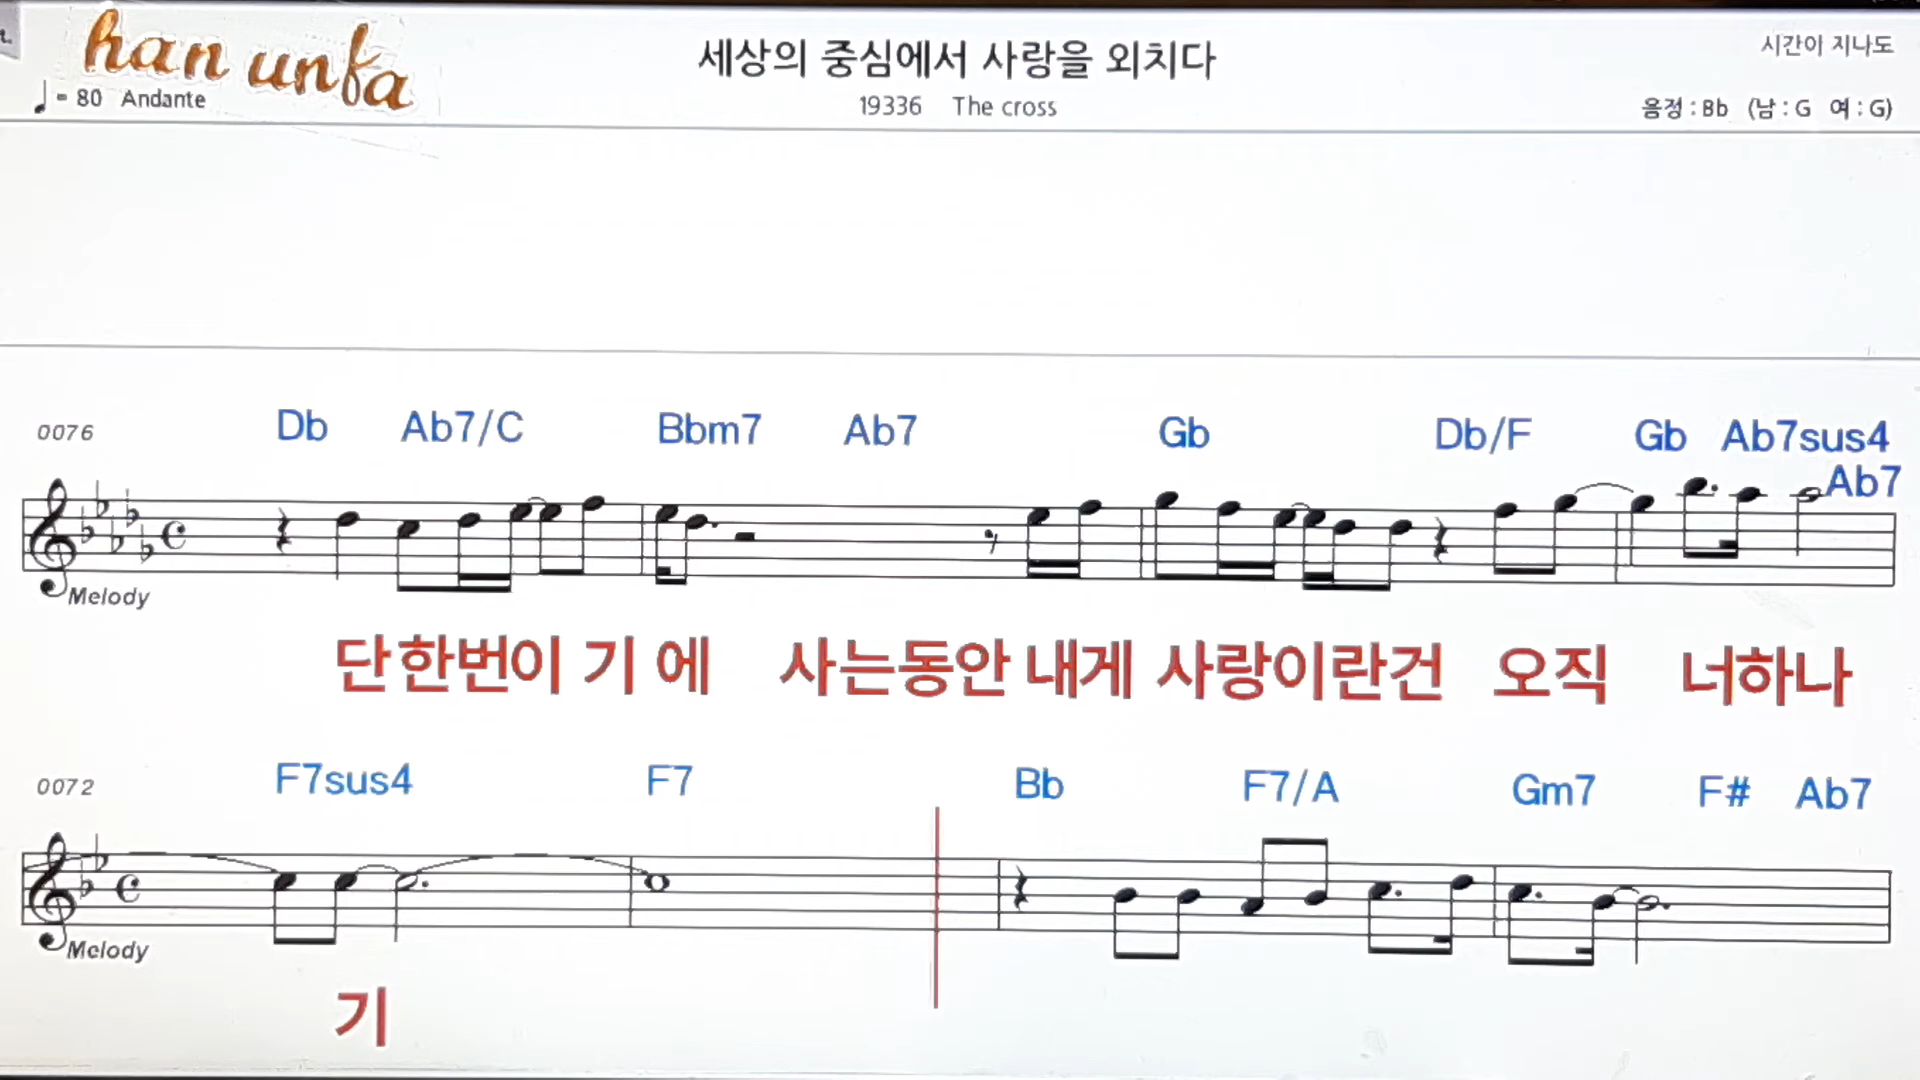 han unfa
세상의 중심에서 사랑을 외치다
시간이 지나도
♩= 80 Andante
19336 The cross
음정 : Bb (남 : G 여 : G)
0076 Db Ab7/C Bbm7 Ab7 Gb Db/F Gb Ab7sus4
Ab7
Melody
단한번이 기 에 사는동안 내게 사랑이란건 오직 너하나
0072 F7sus4 F7 Bb F7/A Gm7 F# Ab7
Melody
기